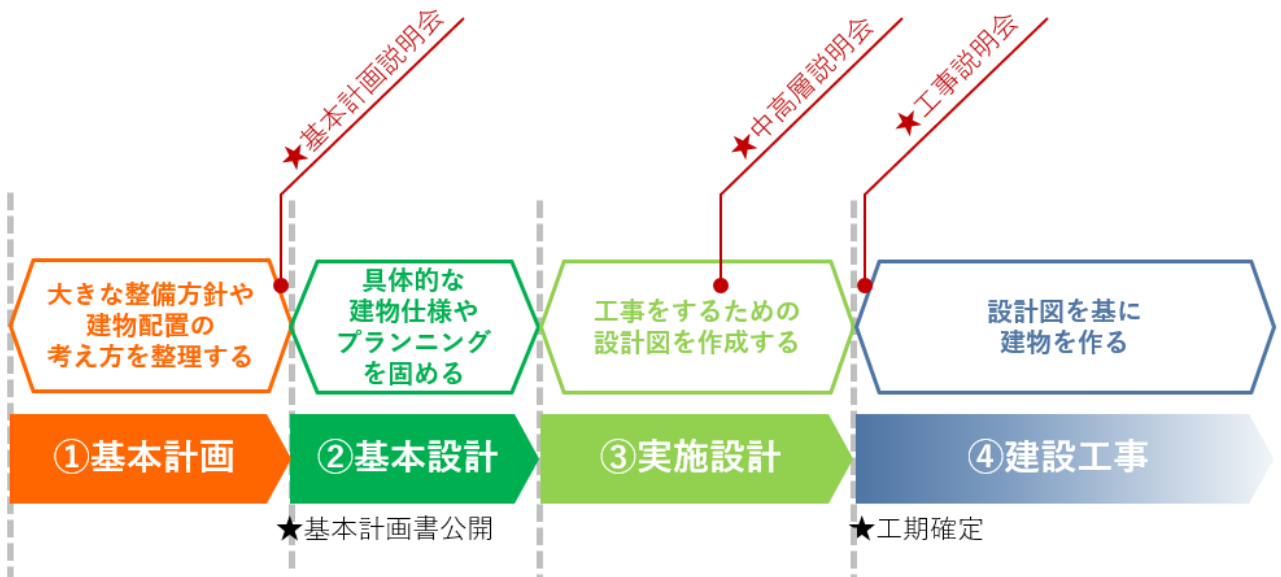 ★基本計画説明会
★中高層説明会
★工事説明会
大きな整備方針や
建物配置の
考え方を整理する
具体的な
建物仕様や
プランニング
を固める
工事をするための
設計図を作成する
設計図を基に
建物を作る
①基本計画
②基本設計
③実施設計
④建設工事
★基本計画書公開
★工期確定